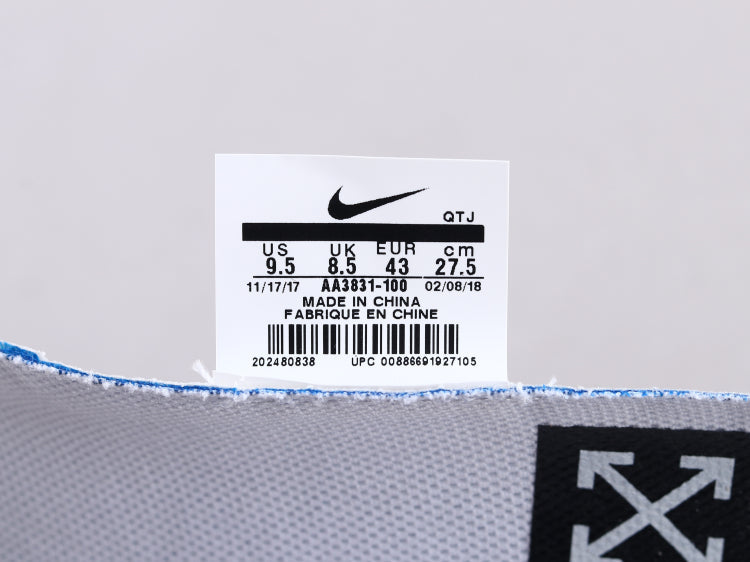 QTJ
US UK EUR cm
9.5 8.5 43 27.5
11/17/17 AA3831-100 02/08/18
MADE IN CHINA
FABRIQUE EN CHINE
202480838 UPC 00886691927105